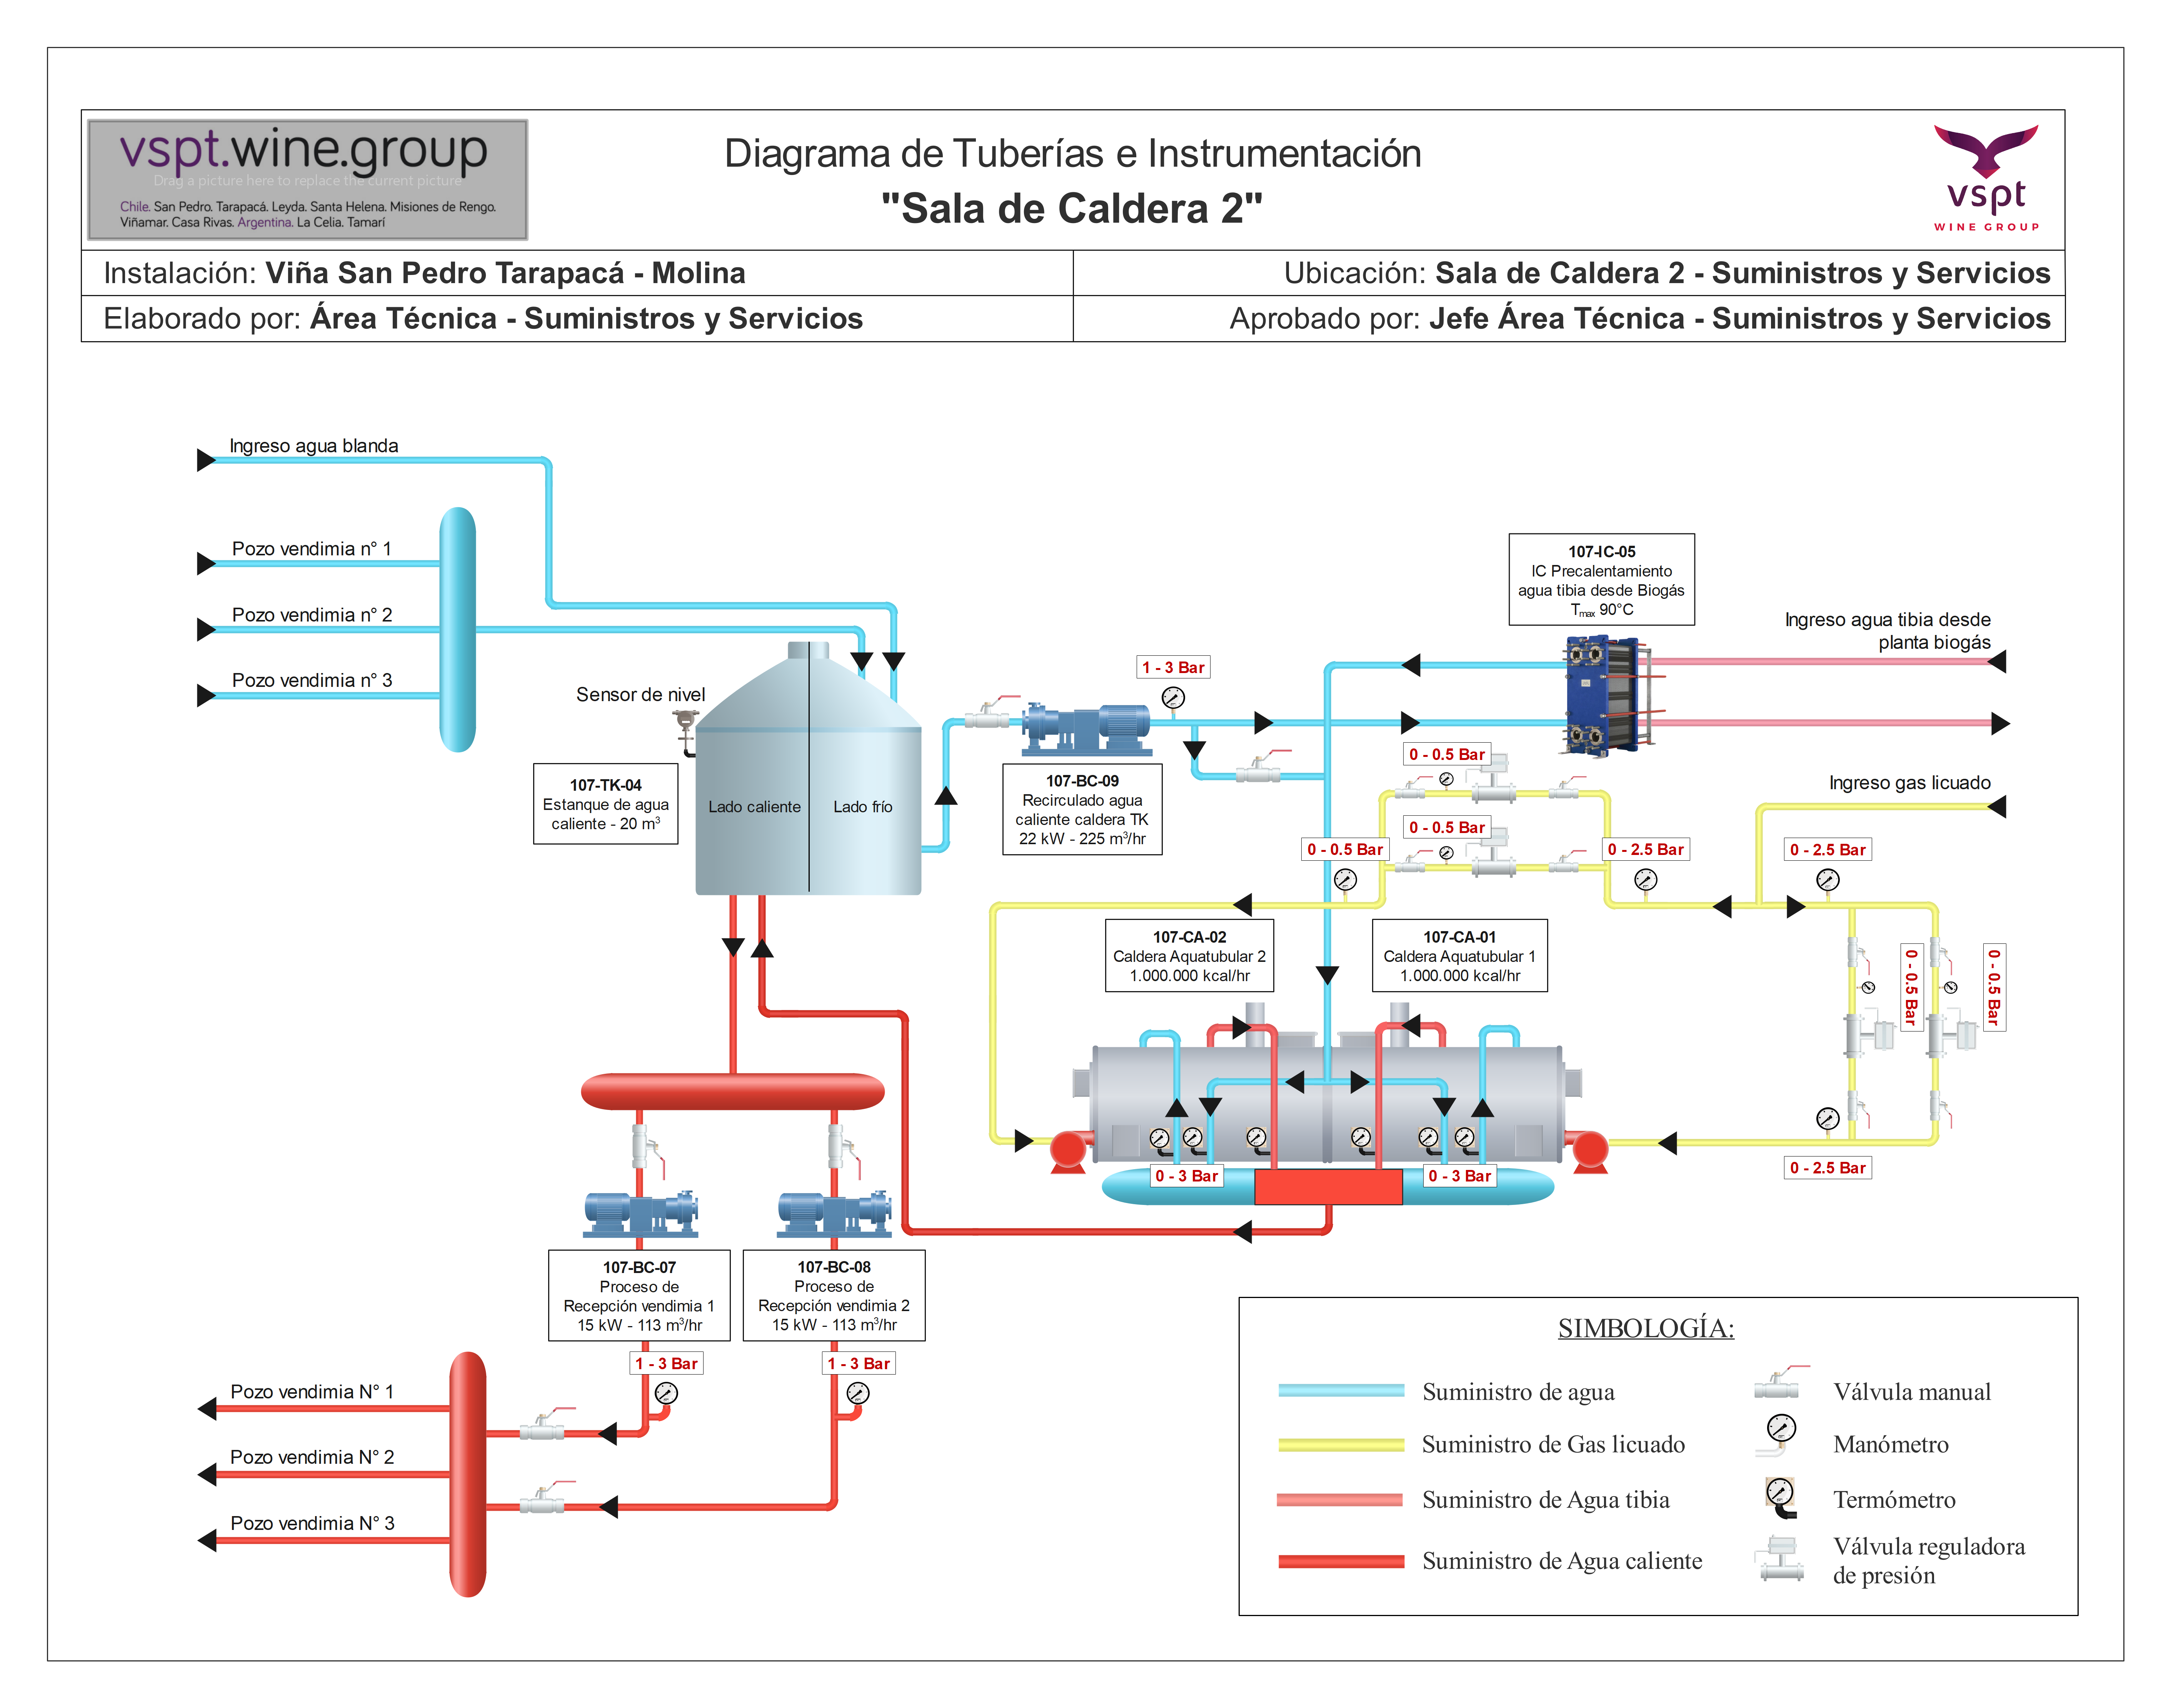 vspt.wine.group
Drag a picture here to replace the current picture
Chile. San Pedro. Tarapacá. Leyda. Santa Helena. Misiones de Rengo.
Viñamar. Casa Rivas. Argentina. La Celia. Tamarí
Diagrama de Tuberías e Instrumentación
"Sala de Caldera 2"
vspt
WINE GROUP
Instalación: Viña San Pedro Tarapacá - Molina
Ubicación: Sala de Caldera 2 - Suministros y Servicios
Elaborado por: Área Técnica - Suministros y Servicios
Aprobado por: Jefe Área Técnica - Suministros y Servicios
Ingreso agua blanda
Pozo vendimia n° 1
Pozo vendimia n° 2
Pozo vendimia n° 3
Sensor de nivel
107-TK-04
Estanque de agua
caliente - 20 m³
Lado caliente
Lado frío
1 - 3 Bar
107-BC-09
Recirculado agua
caliente caldera TK
22 kW - 225 m³/hr
107-IC-05
IC Precalentamiento
agua tibia desde Biogás
Tmax 90°C
Ingreso agua tibia desde
planta biogás
Ingreso gas licuado
0 - 0.5 Bar
0 - 0.5 Bar
0 - 0.5 Bar
0 - 2.5 Bar
0 - 2.5 Bar
0 - 0.5 Bar
0 - 0.5 Bar
107-CA-02
Caldera Aquatubular 2
1.000.000 kcal/hr
107-CA-01
Caldera Aquatubular 1
1.000.000 kcal/hr
0 - 3 Bar
0 - 3 Bar
0 - 2.5 Bar
107-BC-07
Proceso de
Recepción vendimia 1
15 kW - 113 m³/hr
107-BC-08
Proceso de
Recepción vendimia 2
15 kW - 113 m³/hr
1 - 3 Bar
1 - 3 Bar
Pozo vendimia N° 1
Pozo vendimia N° 2
Pozo vendimia N° 3
SIMBOLOGÍA:
Suministro de agua
Suministro de Gas licuado
Suministro de Agua tibia
Suministro de Agua caliente
Válvula manual
Manómetro
Termómetro
Válvula reguladora
de presión